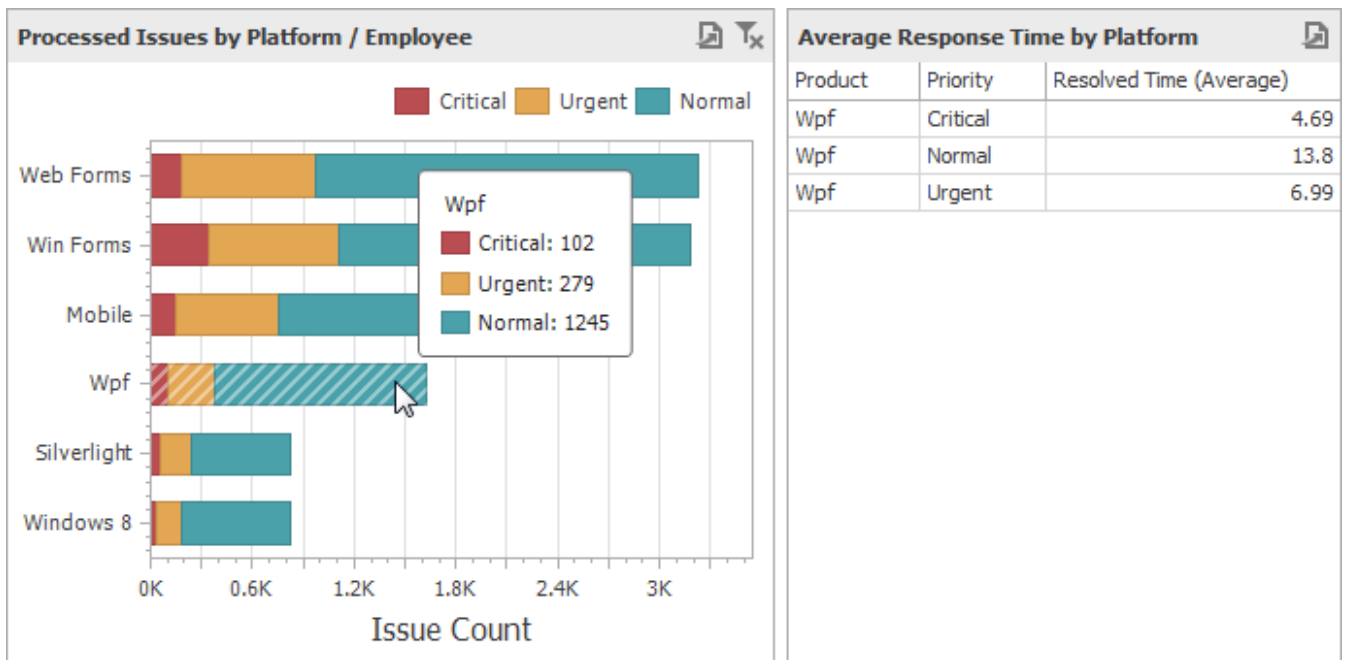 Processed Issues by Platform / Employee
Critical Urgent Normal
Web Forms
Win Forms
Mobile
Wpf
Silverlight
Windows 8
Wpf
Critical: 102
Urgent: 279
Normal: 1245
0K 0.6K 1.2K 1.8K 2.4K 3K
Issue Count
Average Response Time by Platform
Product Priority Resolved Time (Average)
Wpf Critical 4.69
Wpf Normal 13.8
Wpf Urgent 6.99